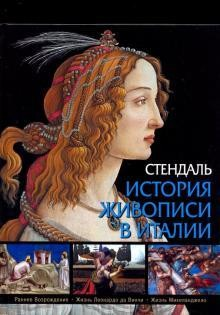 СТЕНДАЛЬ
ИСТОРИЯ
ЖИВОПИСИ
В ИТАЛИИ
Раннее Возрождение • Жизнь Леонардо да Винчи • Жизнь Микеланджело